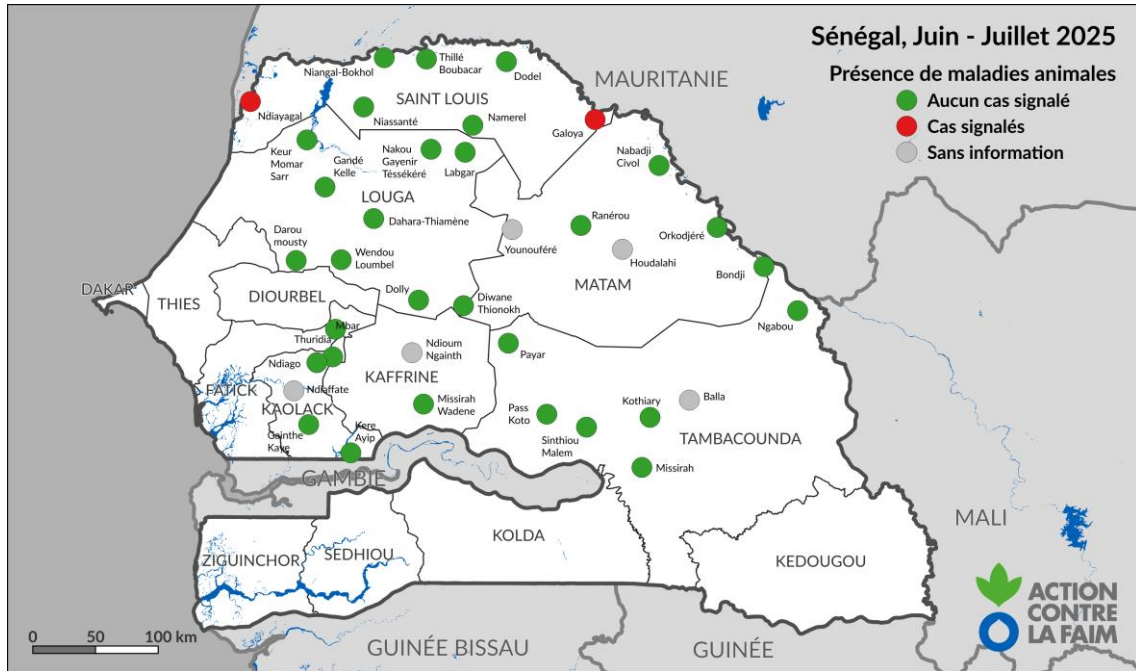 Sénégal, Juin - Juillet 2025
Présence de maladies animales
Aucun cas signalé
Cas signalés
Sans information
MAURITANIE
Niangal-Bokhol
Thillé
Boubacar
Dodel
SAINT LOUIS
Ndiayagal
Niassanté
Namerel
Galoya
Keur
Momar
Sarr
Gandé
Kelle
Nakou
Gayenir
Téssékéré
Labgar
Nabadji
Civol
LOUGA
Dahara-Thiamène
Ranérou
Younouféré
Houdalahi
Orkodjéré
Darou
mousty
Wendou
Loumbel
Bondji
MATAM
DAKAR
THIES
DIOURBEL
Dolly
Diwane
Thionokh
Ngabou
Mbar
Thuridia
Ndioum
Ngainth
Payar
Ndiago
KAFFRINE
FATICK
Ndiaffate
KAOLACK
Missirah
Wadene
Pass
Koto
Kothiary
Balla
Gainthe
Kaye
Kere
Ayip
Sinthiou
Malem
TAMBACOUNDA
Missirah
GAMBIE
MALI
KOLDA
ZIGUINCHOR
SEDHIOU
KEDOUGOU
0 50 100 km
GUINÉE BISSAU
GUINÉE
ACTION
CONTRE
LA FAIM